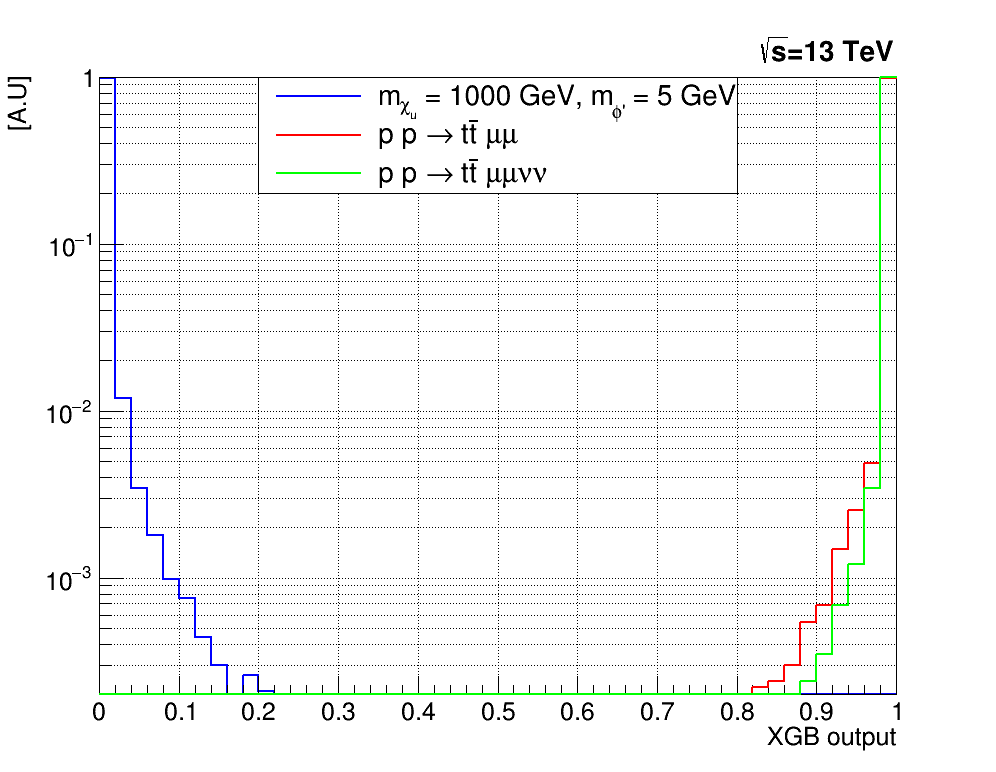 √s=13 TeV
[A.U]
m_χ_u = 1000 GeV, m_ϕ' = 5 GeV
p p → tt̄ μμ
p p → tt̄ μμνν
1
10⁻¹
10⁻²
10⁻³
0 0.1 0.2 0.3 0.4 0.5 0.6 0.7 0.8 0.9 1
XGB output